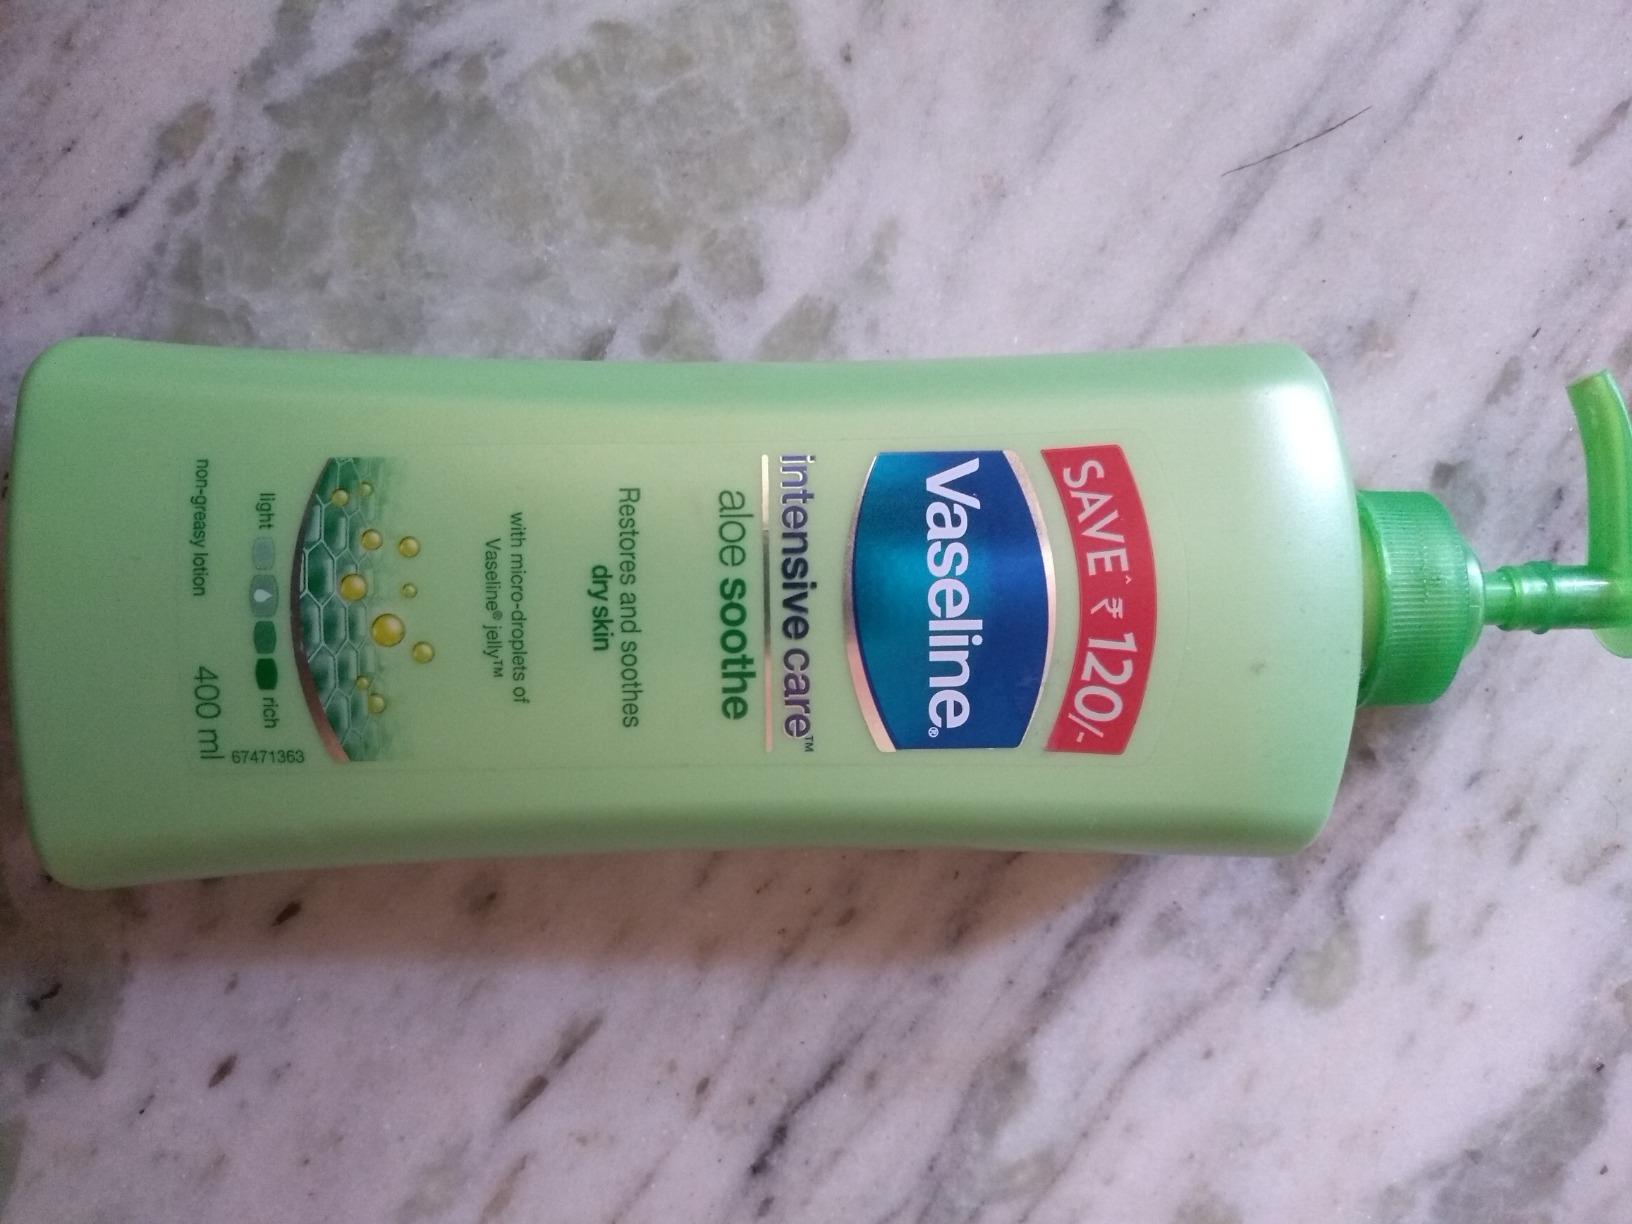 SAVE^ ₹ 120/-
Vaseline®
intensive care™
aloe soothe
Restores and soothes
dry skin
with micro-droplets of
Vaseline® jelly™
light rich
67471363
non-greasy lotion 400 ml